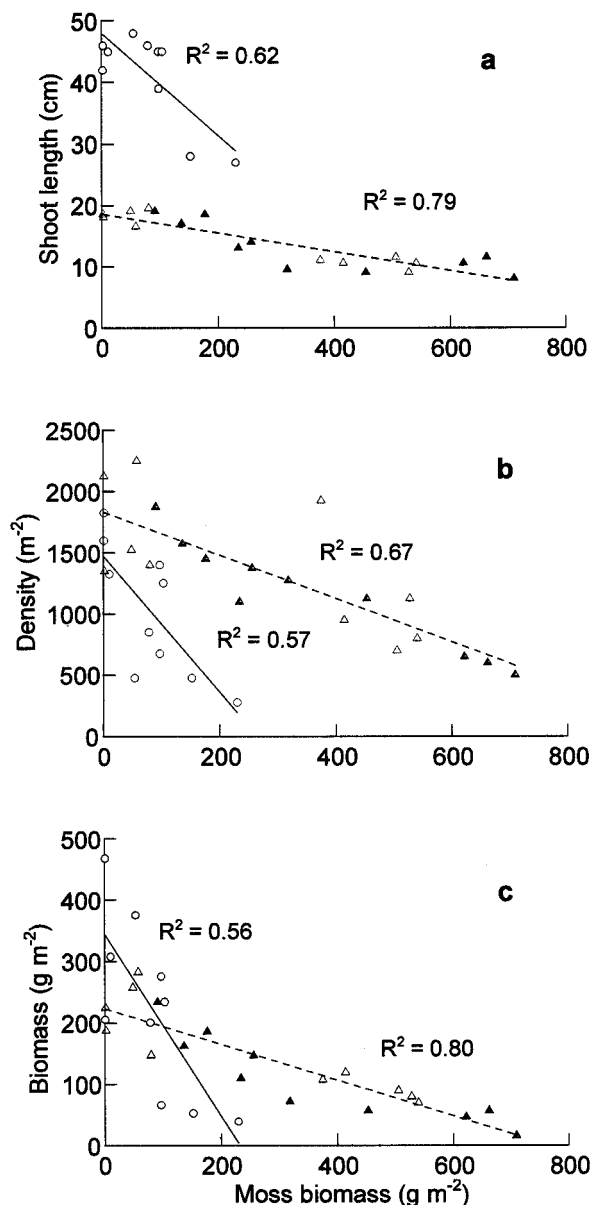 50
40
30
20
10
0
Shoot length (cm)
R² = 0.62
a
R² = 0.79
0 200 400 600 800
2500
2000
1500
1000
500
0
Density (m⁻²)
b
R² = 0.67
R² = 0.57
0 200 400 600 800
500
400
300
200
100
0
Biomass (g m⁻²)
c
R² = 0.56
R² = 0.80
0 200 400 600 800
Moss biomass (g m⁻²)